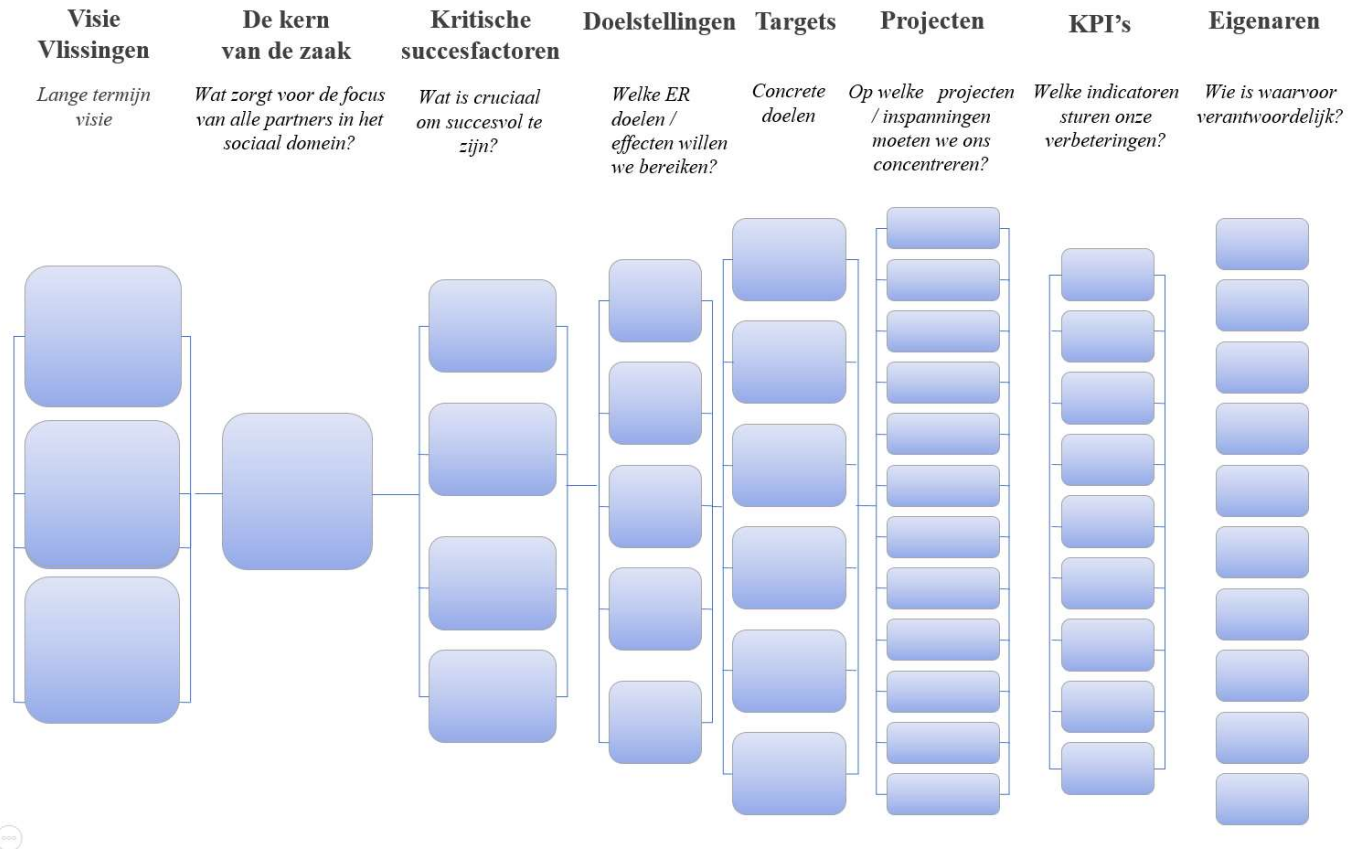 Visie
Vlissingen
Lange termijn
visie
De kern
van de zaak
Wat zorgt voor de focus
van alle partners in het
sociaal domein?
Kritische
succesfactoren
Wat is cruciaal
om succesvol te
zijn?
Doelstellingen
Welke ER
doelen /
effecten willen
we bereiken?
Targets
Concrete
doelen
Projecten
Op welke projecten
/ inspanningen
moeten we ons
concentreren?
KPI’s
Welke indicatoren
sturen onze
verbeteringen?
Eigenaren
Wie is waarvoor
verantwoordelijk?